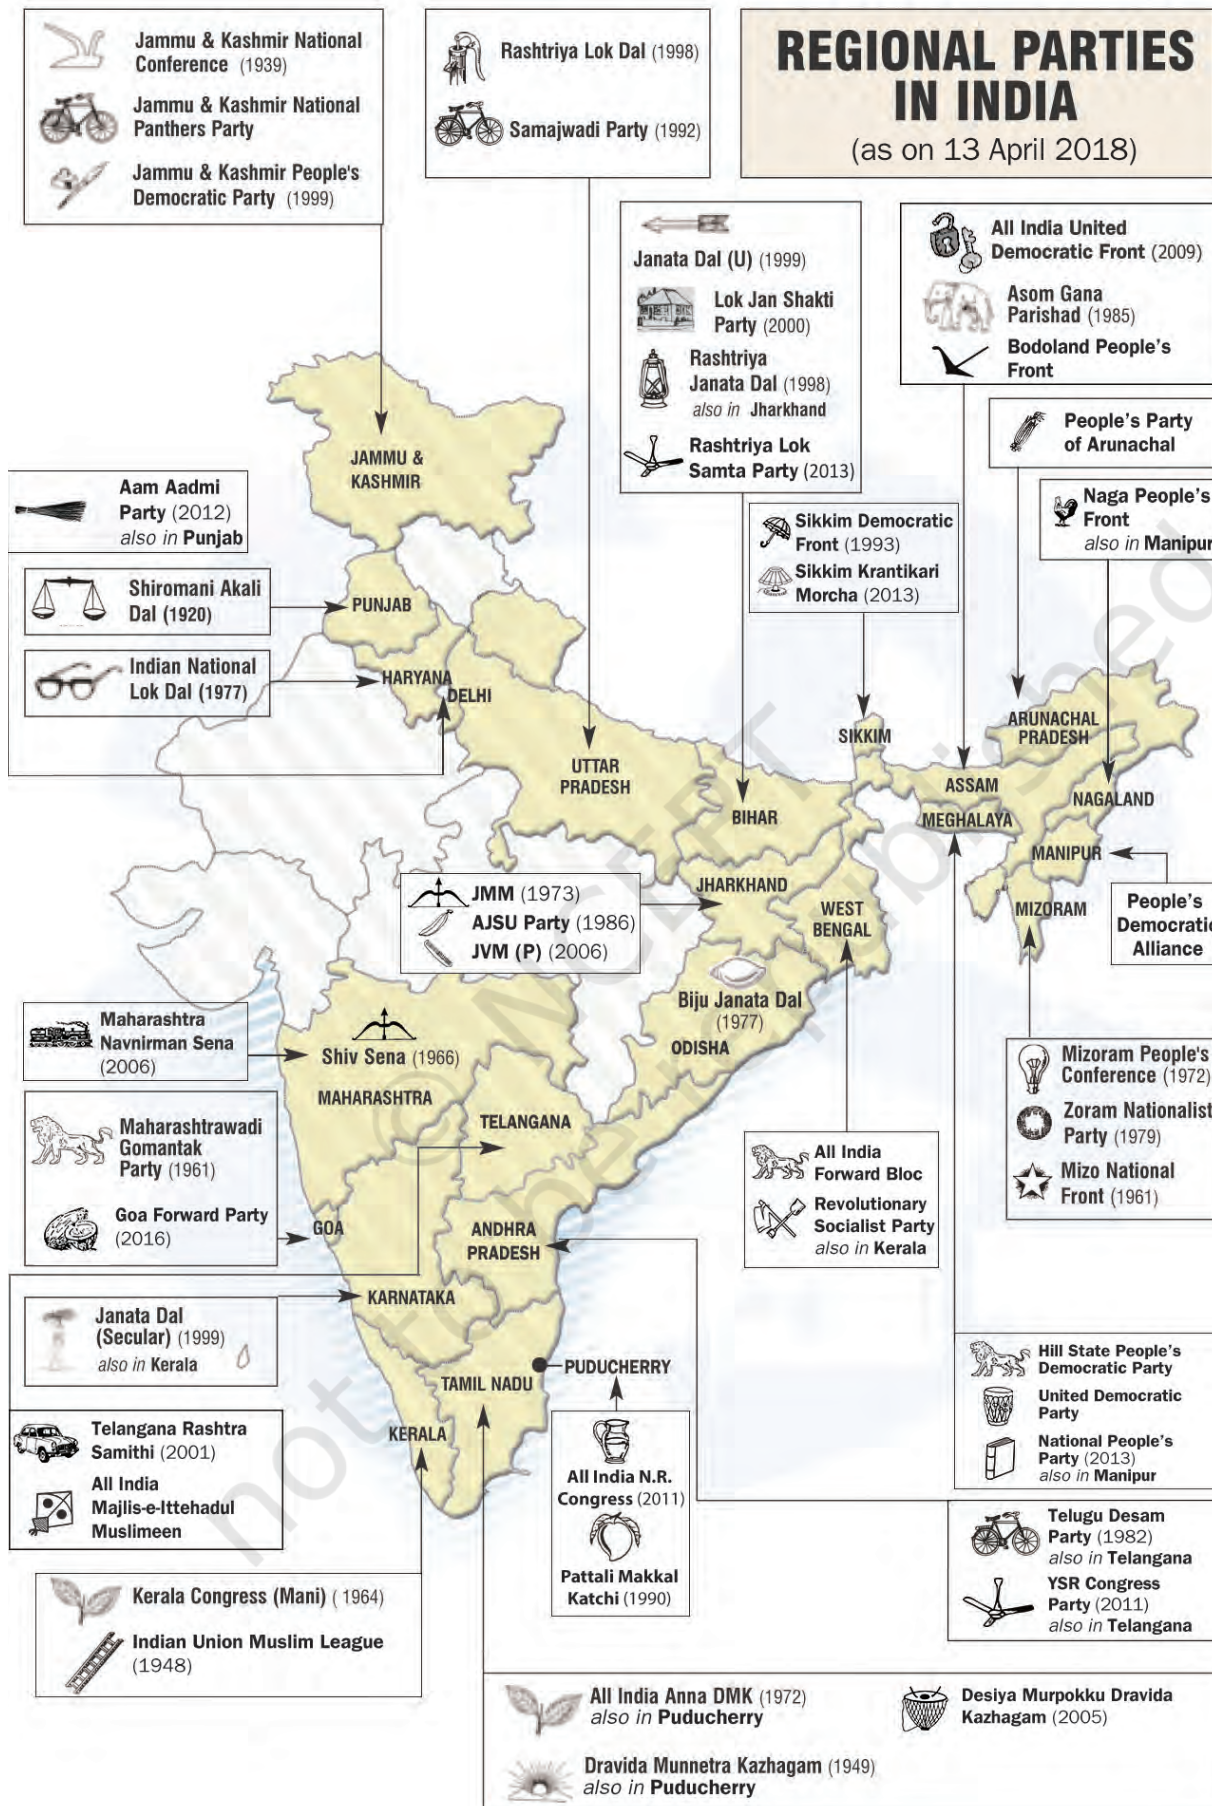 REGIONAL PARTIES
IN INDIA
(as on 13 April 2018)
Jammu & Kashmir National
Conference (1939)
Jammu & Kashmir National
Panthers Party
Jammu & Kashmir People's
Democratic Party (1999)
Rashtriya Lok Dal (1998)
Samajwadi Party (1992)
Janata Dal (U) (1999)
Lok Jan Shakti
Party (2000)
Rashtriya
Janata Dal (1998)
also in Jharkhand
Rashtriya Lok
Samta Party (2013)
All India United
Democratic Front (2009)
Asom Gana
Parishad (1985)
Bodoland People's
Front
People's Party
of Arunachal
Naga People's
Front
also in Manipur
Sikkim Democratic
Front (1993)
Sikkim Krantikari
Morcha (2013)
Aam Aadmi
Party (2012)
also in Punjab
Shiromani Akali
Dal (1920)
Indian National
Lok Dal (1977)
JAMMU &
KASHMIR
PUNJAB
HARYANA
DELHI
UTTAR
PRADESH
BIHAR
SIKKIM
ARUNACHAL
PRADESH
ASSAM
NAGALAND
MEGHALAYA
MANIPUR
MIZORAM
JHARKHAND
WEST
BENGAL
JMM (1973)
AJSU Party (1986)
JVM (P) (2006)
People's
Democratic
Alliance
Biju Janata Dal
(1977)
ODISHA
Maharashtra
Navnirman Sena
(2006)
Shiv Sena (1966)
MAHARASHTRA
TELANGANA
Maharashtrawadi
Gomantak
Party (1961)
Goa Forward Party
(2016)
GOA
ANDHRA
PRADESH
KARNATAKA
Mizoram People's
Conference (1972)
Zoram Nationalist
Party (1979)
Mizo National
Front (1961)
All India
Forward Bloc
Revolutionary
Socialist Party
also in Kerala
Janata Dal
(Secular) (1999)
also in Kerala
PUDUCHERRY
TAMIL NADU
KERALA
Hill State People's
Democratic Party
United Democratic
Party
National People's
Party (2013)
also in Manipur
Telangana Rashtra
Samithi (2001)
All India
Majlis-e-Ittehadul
Muslimeen
All India N.R.
Congress (2011)
Pattali Makkal
Katchi (1990)
Telugu Desam
Party (1982)
also in Telangana
YSR Congress
Party (2011)
also in Telangana
Kerala Congress (Mani) ( 1964)
Indian Union Muslim League
(1948)
All India Anna DMK (1972)
also in Puducherry
Desiya Murpokku Dravida
Kazhagam (2005)
Dravida Munnetra Kazhagam (1949)
also in Puducherry
© NCERT
not to be republished